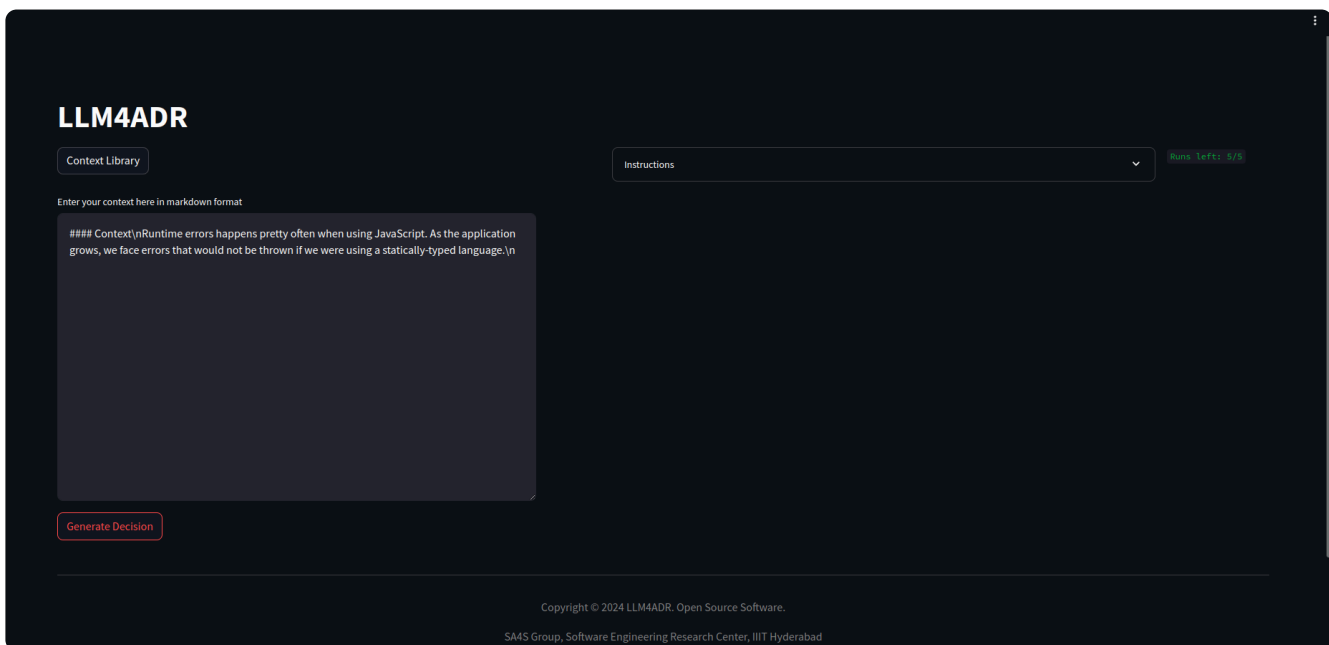 LLM4ADR
Context Library
Instructions
Runs left: 5/5
Enter your context here in markdown format
#### Context\nRuntime errors happens pretty often when using JavaScript. As the application
grows, we face errors that would not be thrown if we were using a statically-typed language.\n
Generate Decision
Copyright © 2024 LLM4ADR. Open Source Software.
SA4S Group, Software Engineering Research Center, IIIT Hyderabad